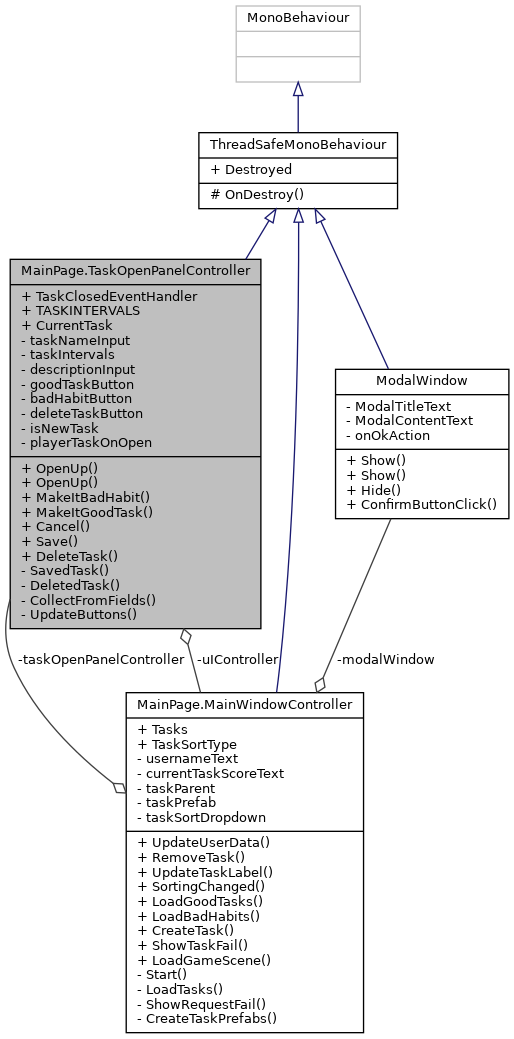 MonoBehaviour
ThreadSafeMonoBehaviour
+ Destroyed
# OnDestroy()
MainPage.TaskOpenPanelController
+ TaskClosedEventHandler
+ TASKINTERVALS
+ CurrentTask
- taskNameInput
- taskIntervals
- descriptionInput
- goodTaskButton
- badHabitButton
- deleteTaskButton
- isNewTask
- playerTaskOnOpen
+ OpenUp()
+ OpenUp()
+ MakeItBadHabit()
+ MakeItGoodTask()
+ Cancel()
+ Save()
+ DeleteTask()
- SavedTask()
- DeletedTask()
- CollectFromFields()
- UpdateButtons()
ModalWindow
- ModalTitleText
- ModalContentText
- onOkAction
+ Show()
+ Show()
+ Hide()
+ ConfirmButtonClick()
-taskOpenPanelController
-uIController
-modalWindow
MainPage.MainWindowController
+ Tasks
+ TaskSortType
- usernameText
- currentTaskScoreText
- taskParent
- taskPrefab
- taskSortDropdown
+ UpdateUserData()
+ RemoveTask()
+ UpdateTaskLabel()
+ SortingChanged()
+ LoadGoodTasks()
+ LoadBadHabits()
+ CreateTask()
+ ShowTaskFail()
+ LoadGameScene()
- Start()
- LoadTasks()
- ShowRequestFail()
- CreateTaskPrefabs()